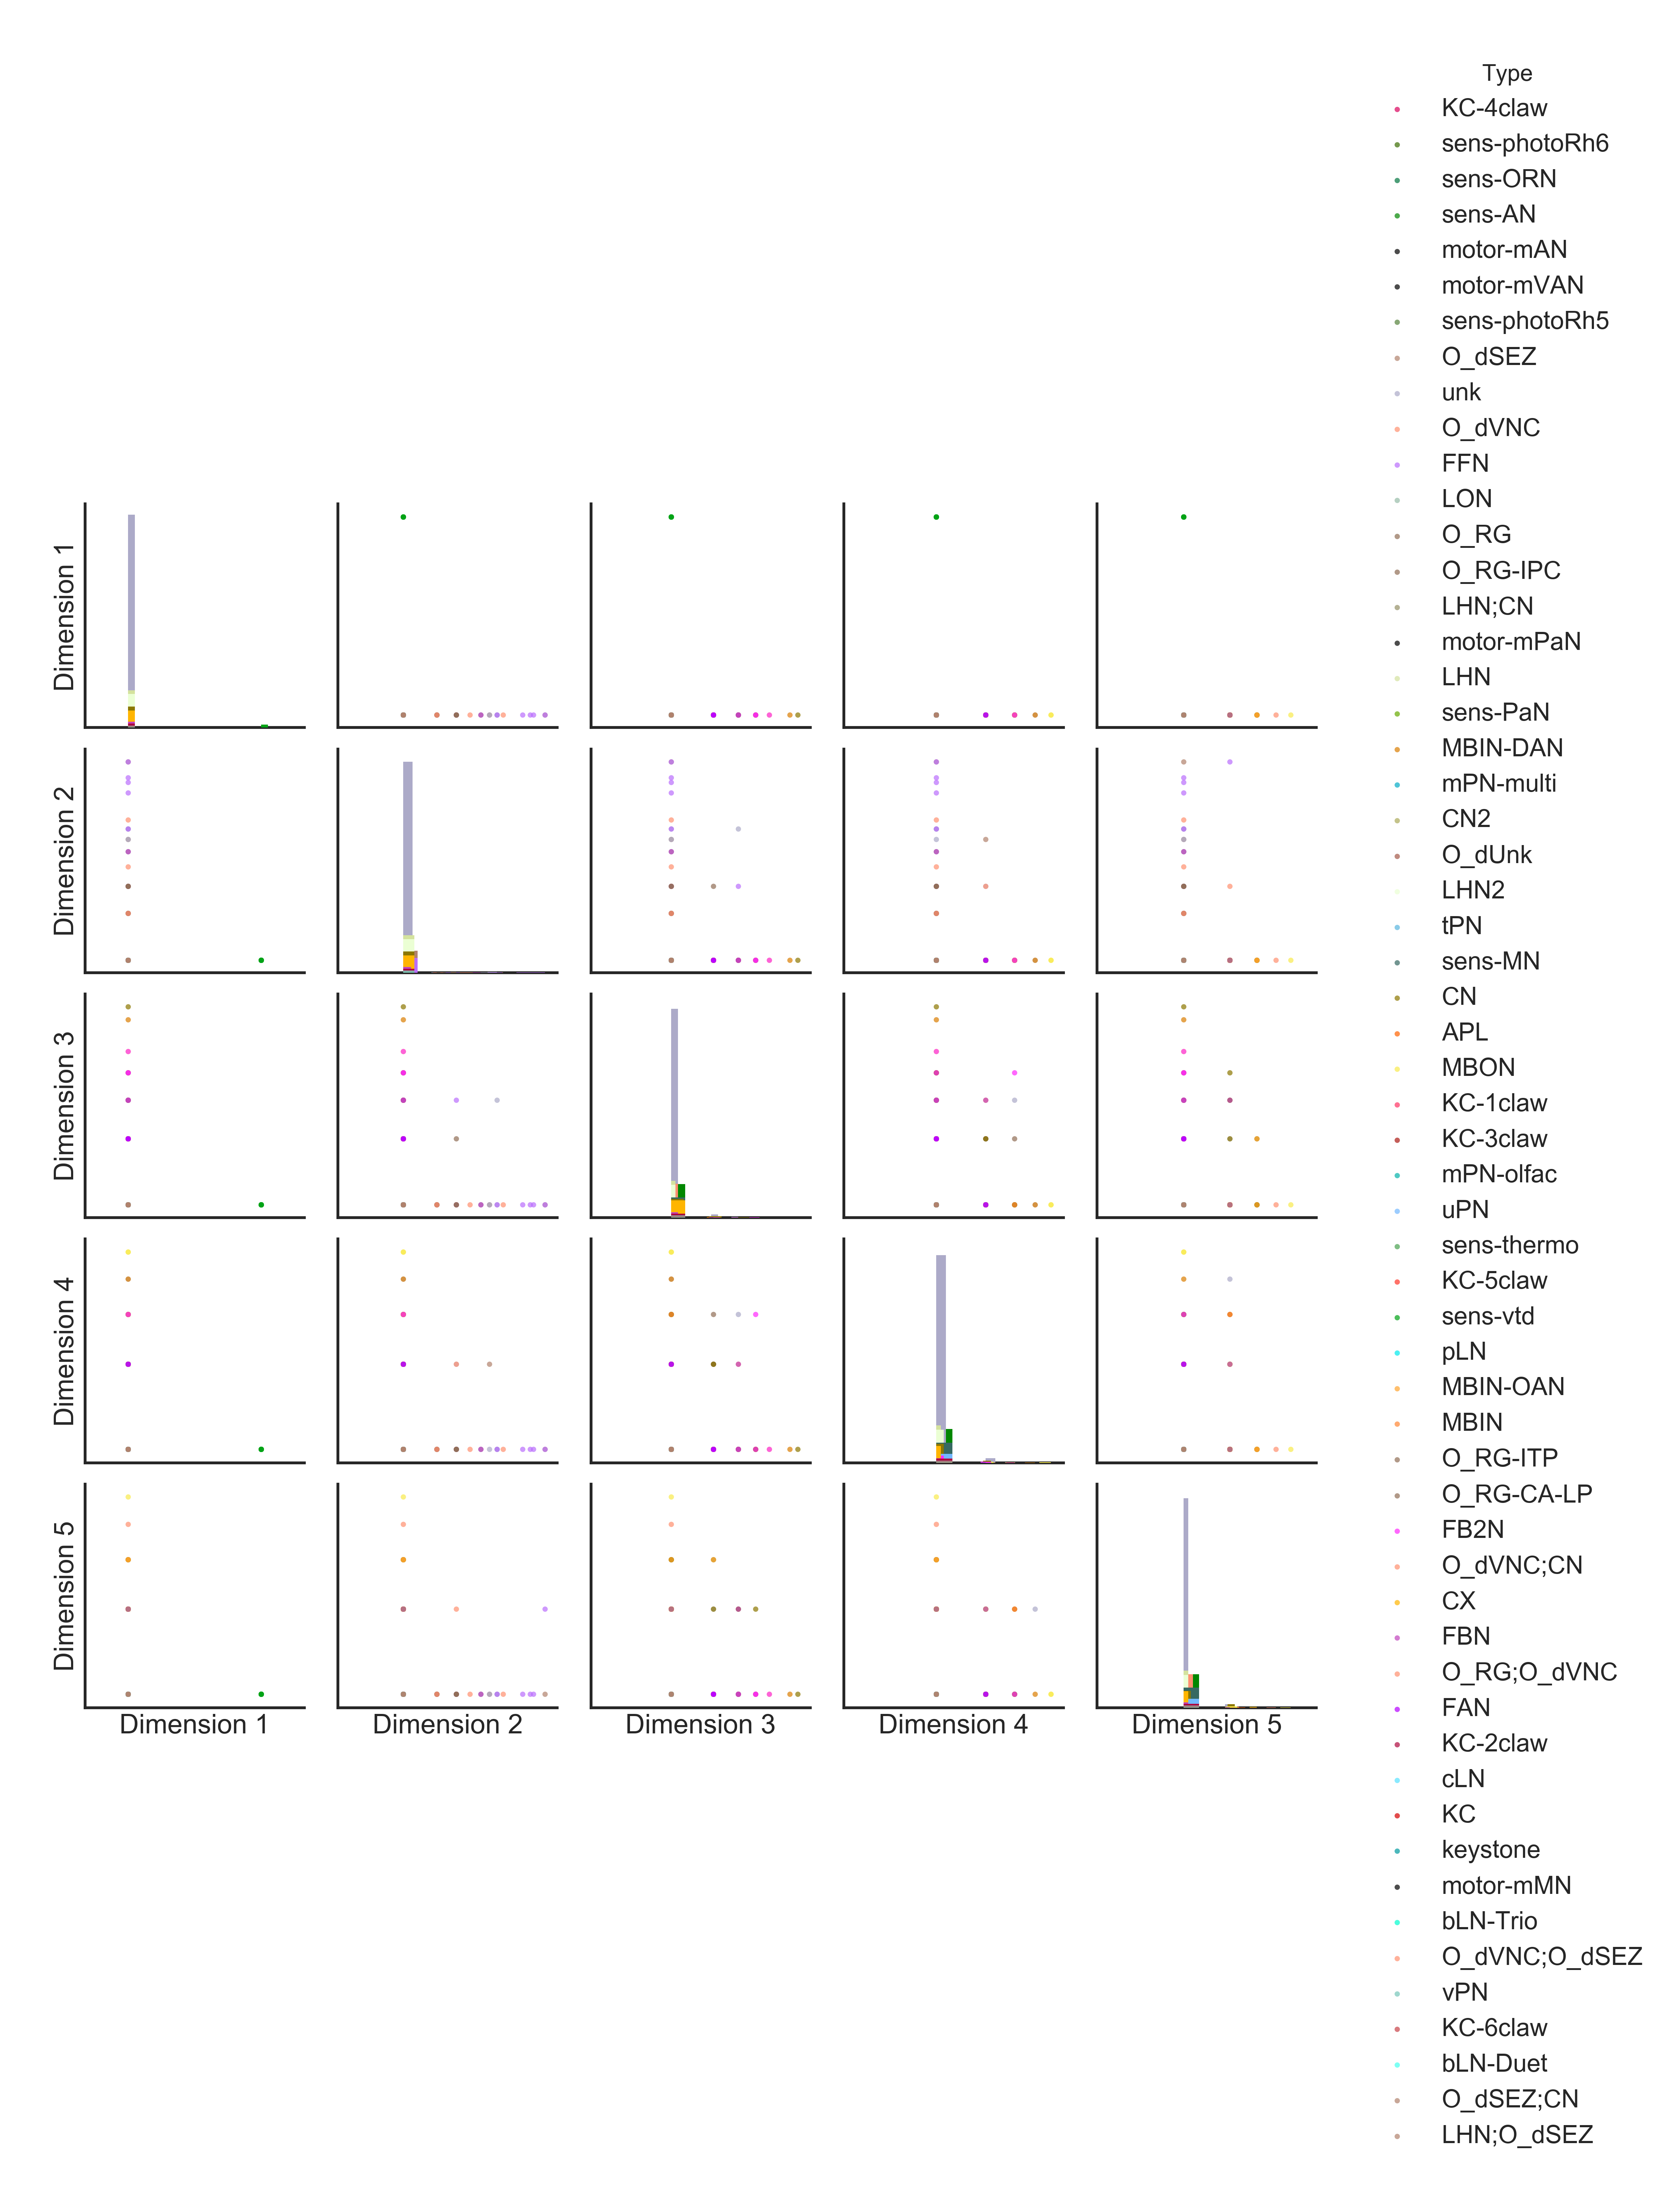 Type
KC-4claw
sens-photoRh6
sens-ORN
sens-AN
motor-mAN
motor-mVAN
sens-photoRh5
O_dSEZ
unk
O_dVNC
FFN
LON
O_RG
O_RG-IPC
LHN;CN
motor-mPaN
LHN
sens-PaN
MBIN-DAN
mPN-multi
CN2
O_dUnk
LHN2
tPN
sens-MN
CN
APL
MBON
KC-1claw
KC-3claw
mPN-olfac
uPN
sens-thermo
KC-5claw
sens-vtd
pLN
MBIN-OAN
MBIN
O_RG-ITP
O_RG-CA-LP
FB2N
O_dVNC;CN
CX
FBN
O_RG;O_dVNC
FAN
KC-2claw
cLN
KC
keystone
motor-mMN
bLN-Trio
O_dVNC;O_dSEZ
vPN
KC-6claw
bLN-Duet
O_dSEZ;CN
LHN;O_dSEZ
Dimension 1
Dimension 2
Dimension 3
Dimension 4
Dimension 5
Dimension 1
Dimension 2
Dimension 3
Dimension 4
Dimension 5